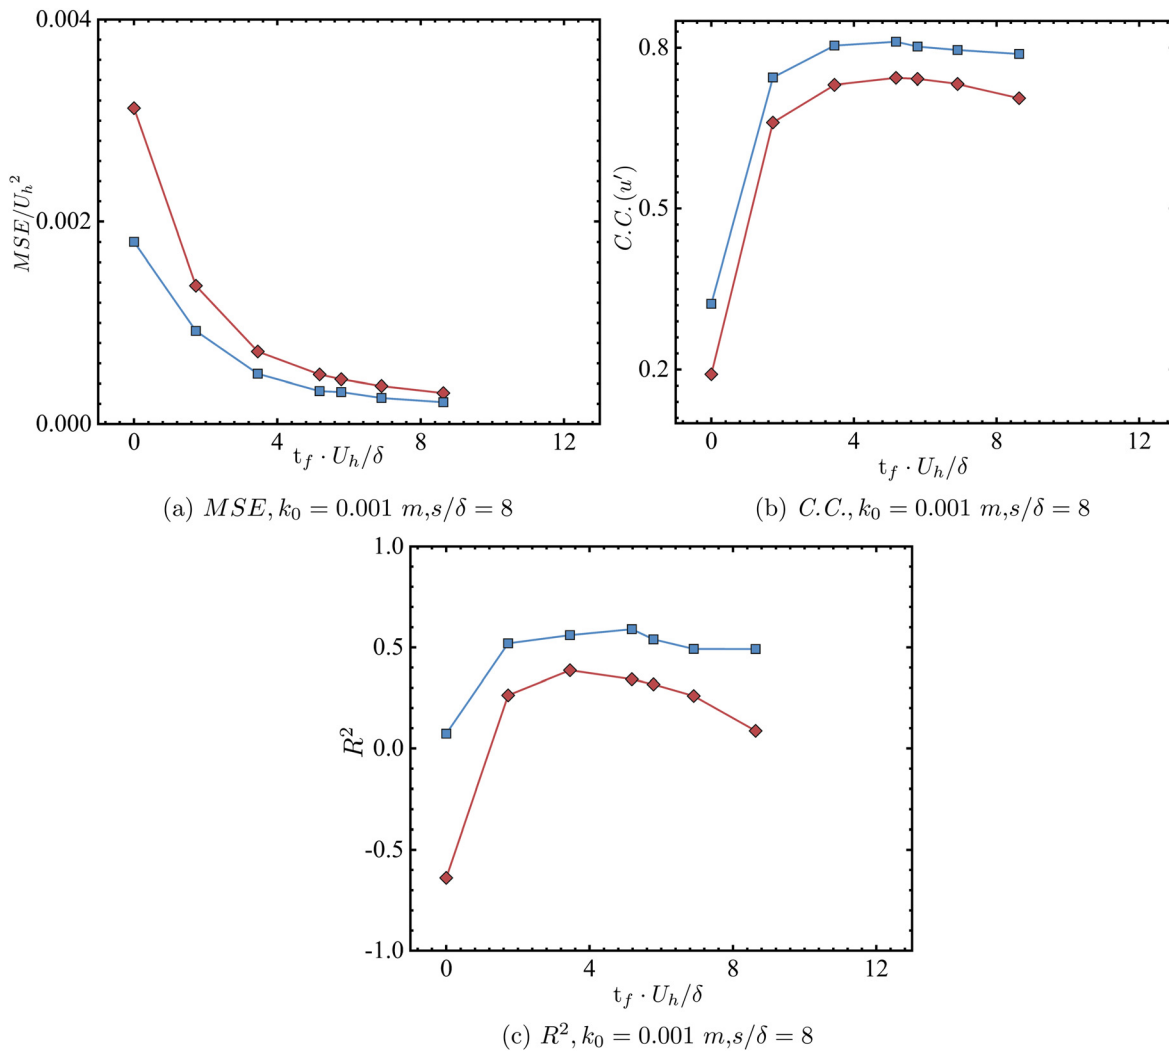 0.004
0.002
0.000
MSE/U_h^2
0 4 8 12
t_f · U_h/δ
(a) MSE, k_0 = 0.001 m,s/δ = 8
0.8
0.5
0.2
C.C.(u′)
0 4 8 12
t_f · U_h/δ
(b) C.C., k_0 = 0.001 m,s/δ = 8
1.0
0.5
0.0
-0.5
-1.0
R^2
0 4 8 12
t_f · U_h/δ
(c) R^2, k_0 = 0.001 m,s/δ = 8